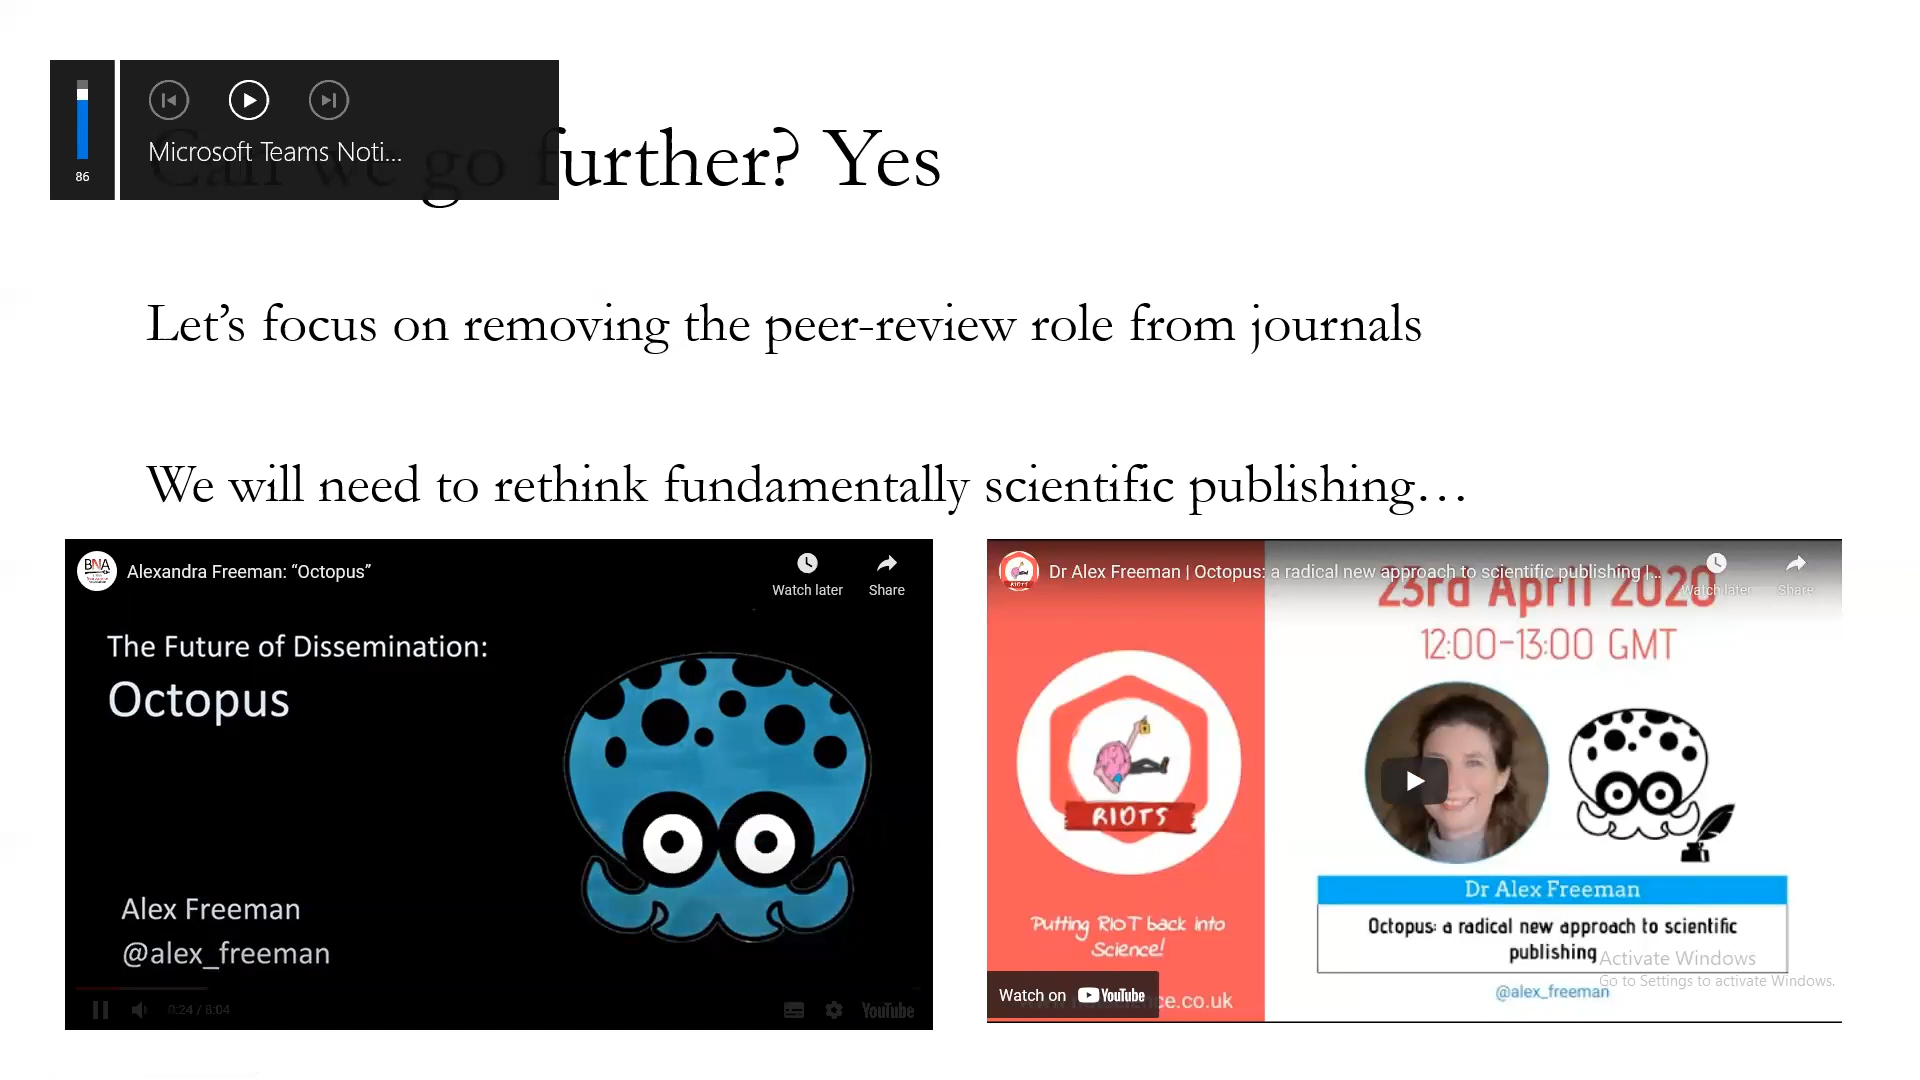 Microsoft Teams Noti...
86
Can we go further? Yes
Let’s focus on removing the peer-review role from journals
We will need to rethink fundamentally scientific publishing…
BNA
Alexandra Freeman: “Octopus”
Watch later
Share
The Future of Dissemination:
Octopus
Alex Freeman
@alex_freeman
0:24 / 8:04
YouTube
Dr Alex Freeman | Octopus: a radical new approach to scientific publishing |...
Watch later
Share
23rd April 2020
12:00-13:00 GMT
RIOTS
Putting RIOT back into
Science!
Dr Alex Freeman
Octopus: a radical new approach to scientific
publishing
@alex_freeman
Watch on YouTube
ce.co.uk
Activate Windows
Go to Settings to activate Windows.